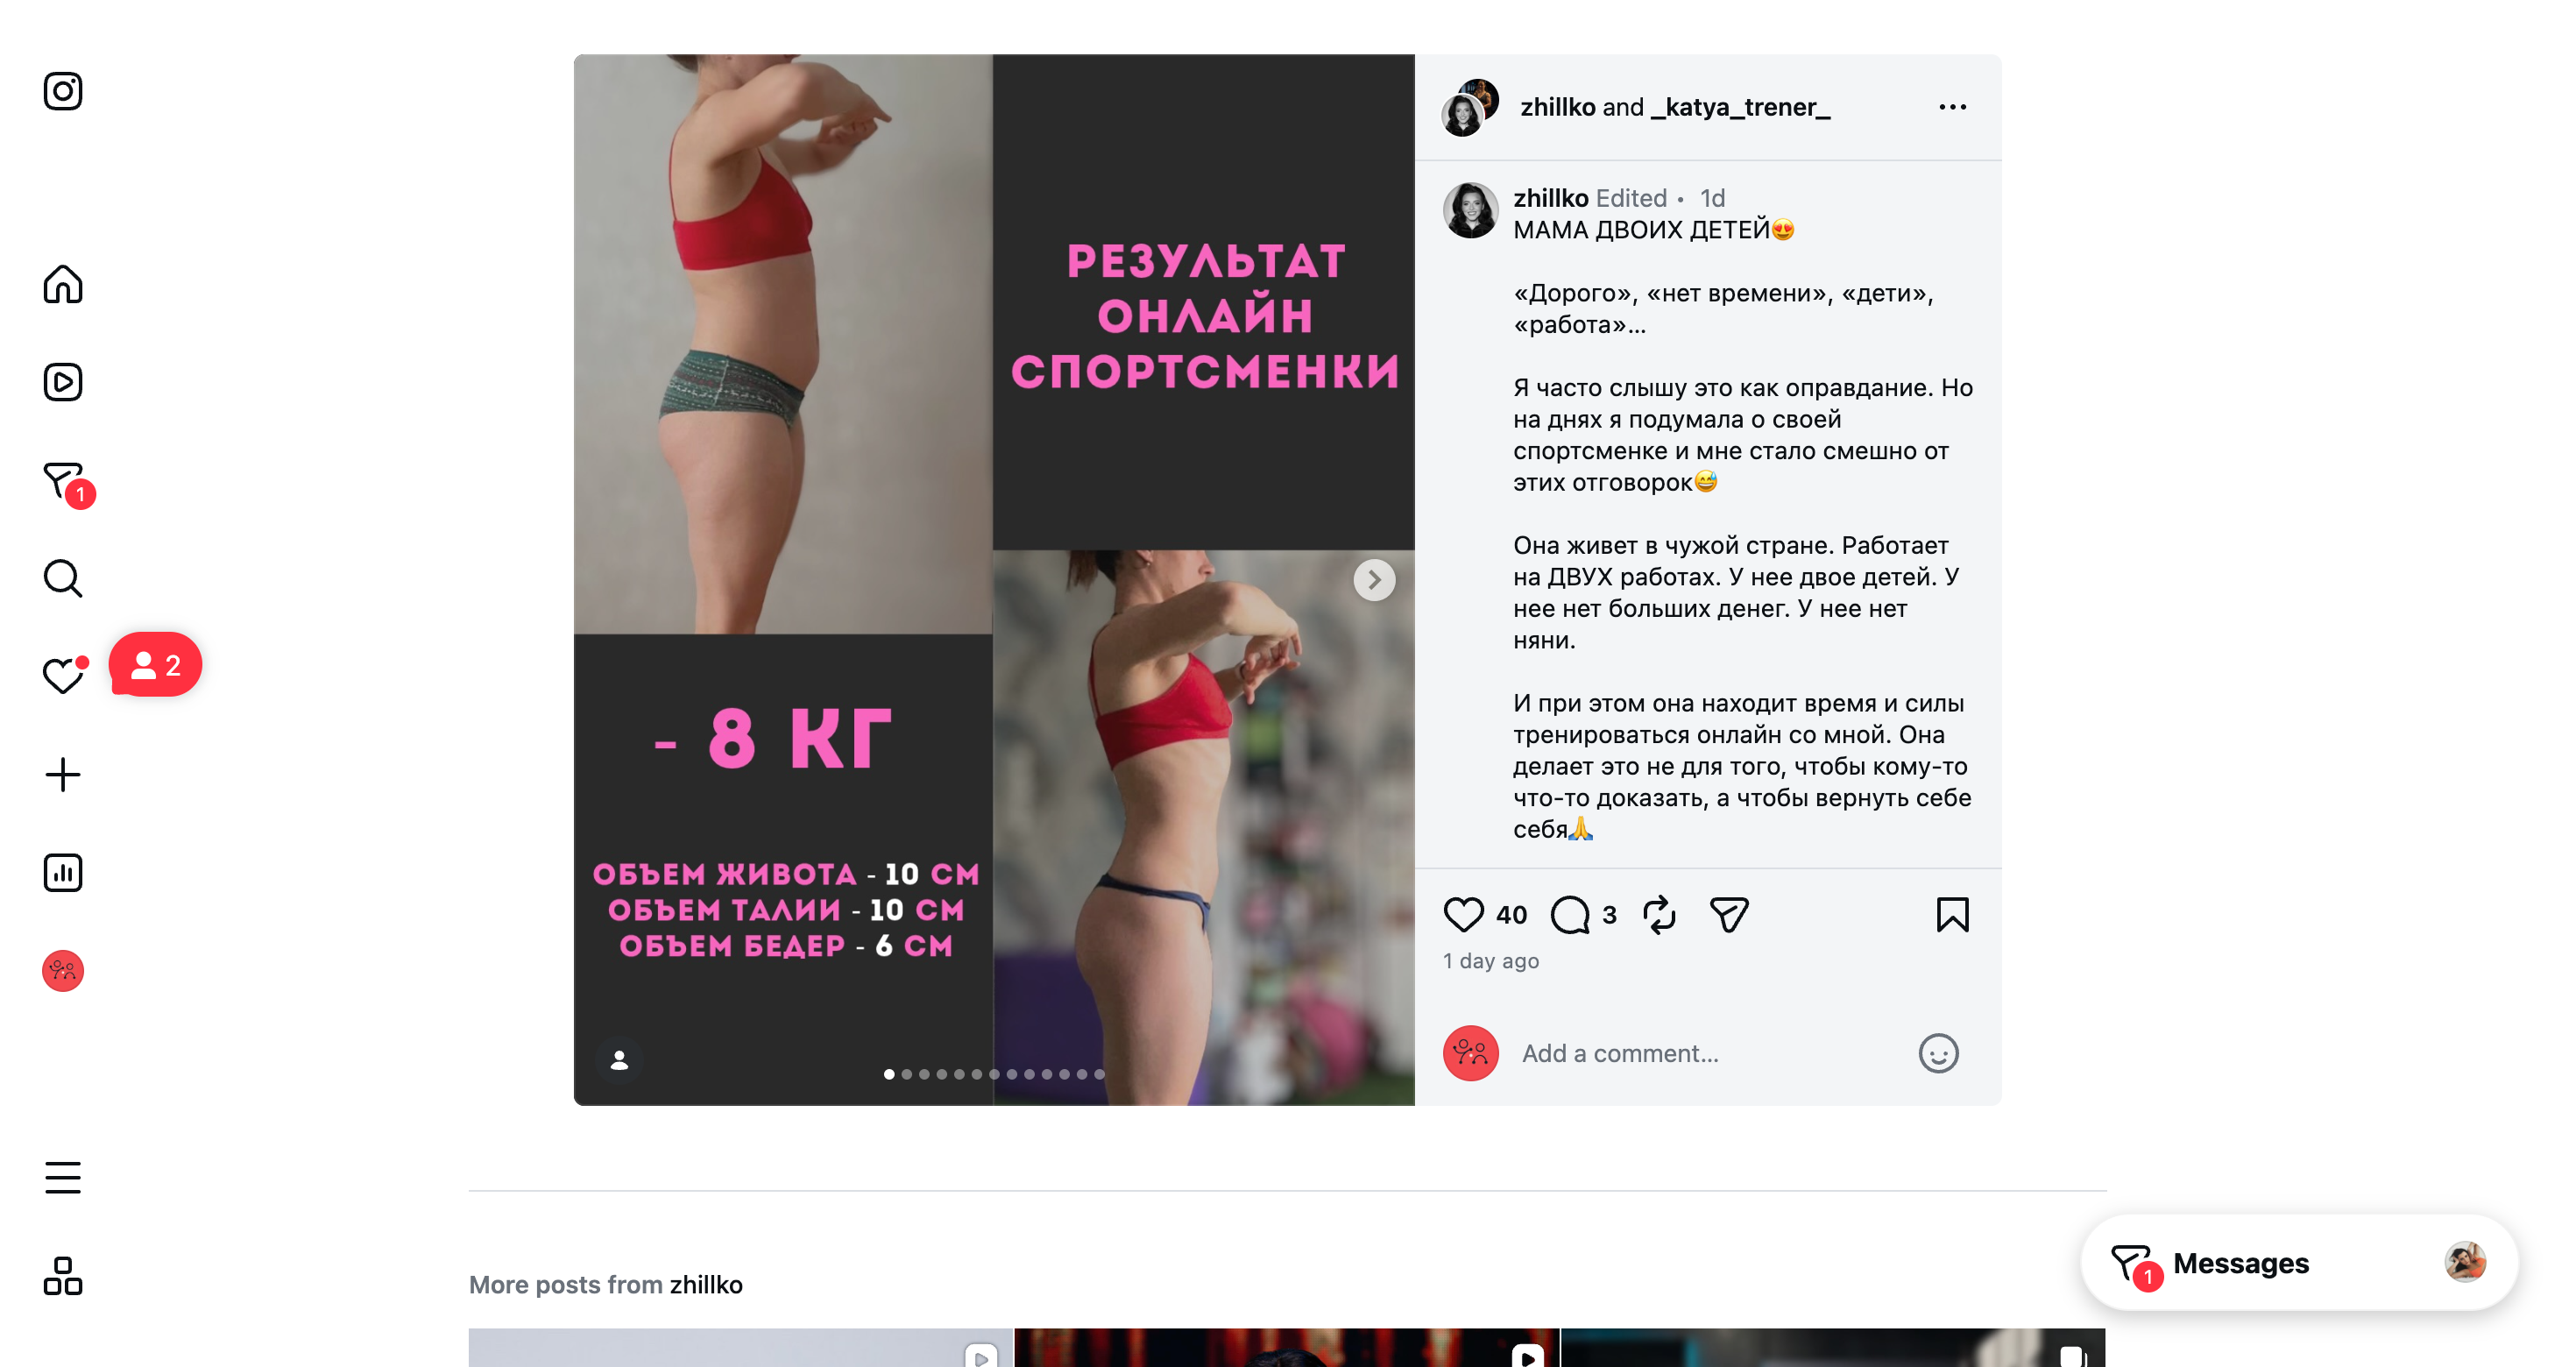 РЕЗУЛЬТАТ
ОНЛАЙН
СПОРТСМЕНКИ
- 8 КГ
ОБЪЕМ ЖИВОТА - 10 СМ
ОБЪЕМ ТАЛИИ - 10 СМ
ОБЪЕМ БЕДЕР - 6 СМ
zhillko and _katya_trener_
zhillko Edited • 1d
МАМА ДВОИХ ДЕТЕЙ😍
«Дорого», «нет времени», «дети»,
«работа»...
Я часто слышу это как оправдание. Но
на днях я подумала о своей
спортсменке и мне стало смешно от
этих отговорок😅
Она живет в чужой стране. Работает
на ДВУХ работах. У нее двое детей. У
нее нет больших денег. У нее нет
няни.
И при этом она находит время и силы
тренироваться онлайн со мной. Она
делает это не для того, чтобы кому-то
что-то доказать, а чтобы вернуть себе
себя🙏
40 3
1 day ago
Add a comment...
1
2
More posts from zhillko
1 Messages